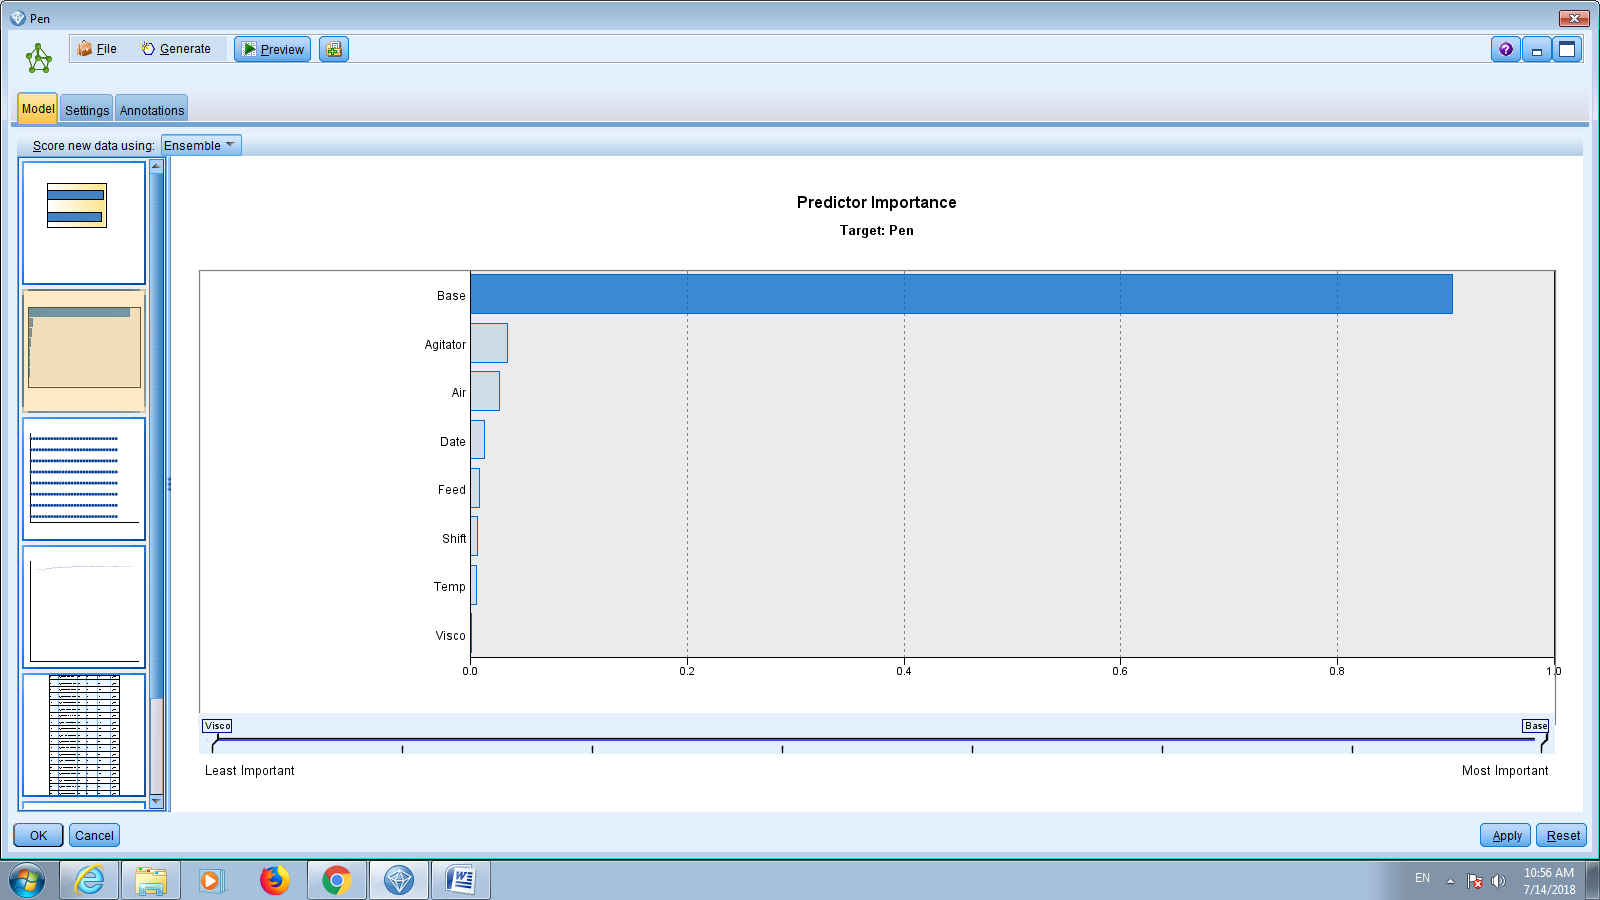 Pen
File Generate Preview
Model Settings Annotations
Score new data using: Ensemble
Predictor Importance
Target: Pen
Base
Agitator
Air
Date
Feed
Shift
Temp
Visco
0.0 0.2 0.4 0.6 0.8 1.0
Visco Base
Least Important Most Important
OK Cancel Apply Reset
EN 10:56 AM
7/14/2018